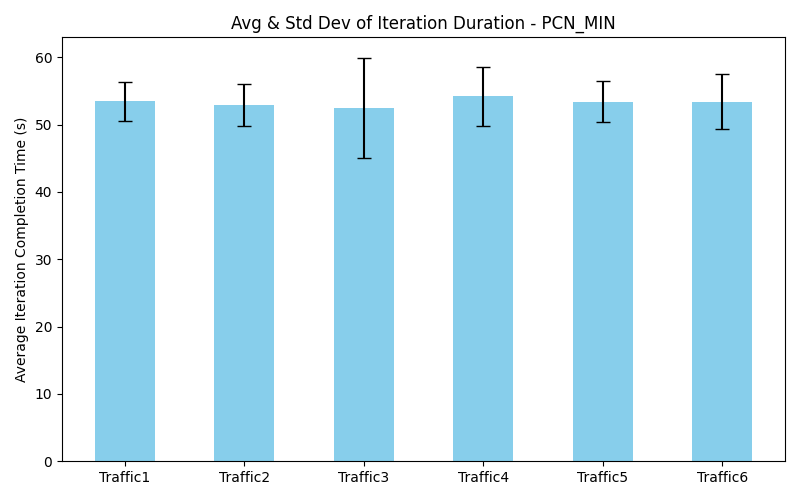 Avg & Std Dev of Iteration Duration - PCN_MIN
Average Iteration Completion Time (s)
60
50
40
30
20
10
0
Traffic1 Traffic2 Traffic3 Traffic4 Traffic5 Traffic6